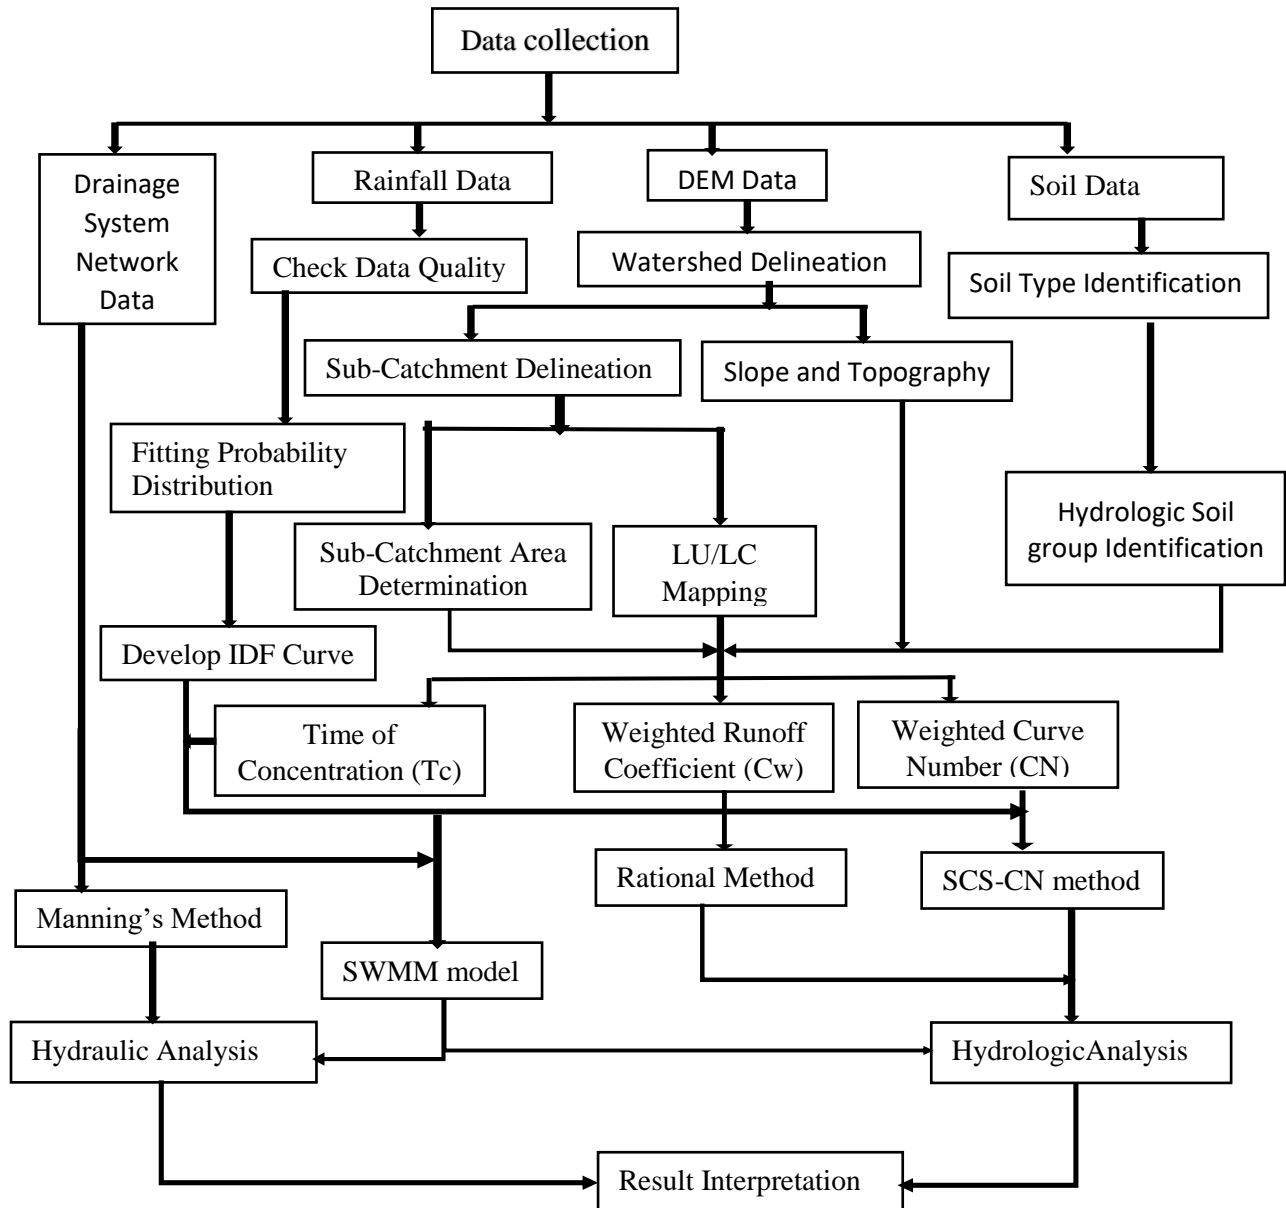 Data collection
Drainage
System
Network
Data
Rainfall Data
DEM Data
Soil Data
Check Data Quality
Watershed Delineation
Soil Type Identification
Sub-Catchment Delineation
Slope and Topography
Fitting Probability
Distribution
Sub-Catchment Area
Determination
LU/LC
Mapping
Hydrologic Soil
group Identification
Develop IDF Curve
Time of
Concentration (Tc)
Weighted Runoff
Coefficient (Cw)
Weighted Curve
Number (CN)
Rational Method
SCS-CN method
Manning’s Method
SWMM model
Hydraulic Analysis
HydrologicAnalysis
Result Interpretation